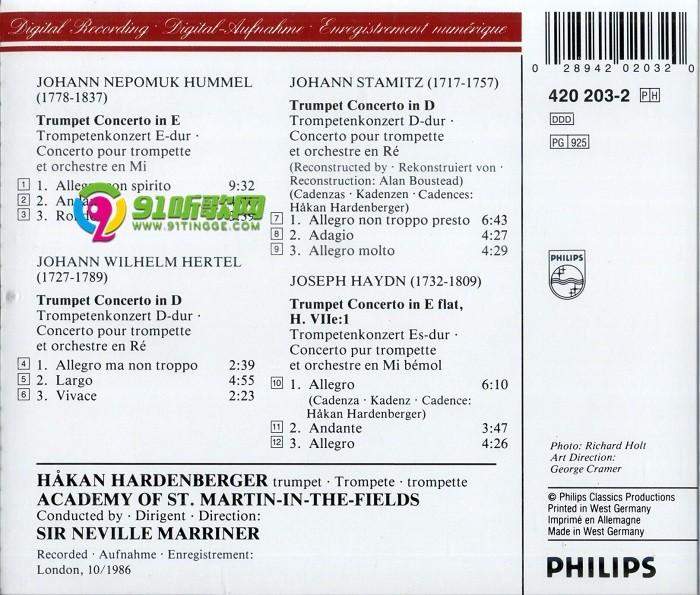 Digital Recording · Digital-Aufnahme · Enregistrement numérique
JOHANN NEPOMUK HUMMEL
(1778-1837)
Trumpet Concerto in E
Trompetenkonzert E-dur ·
Concerto pour trompette
et orchestre en Mi
1 1. Allegro con spirito 9:32
2 2.
3 3.
91听歌网
WWW.91TINGGE.COM
JOHANN WILHELM HERTEL
(1727-1789)
Trumpet Concerto in D
Trompetenkonzert D-dur ·
Concerto pour trompette
et orchestre en Ré
4 1. Allegro ma non troppo 2:39
5 2. Largo 4:55
6 3. Vivace 2:23
JOHANN STAMITZ (1717-1757)
Trumpet Concerto in D
Trompetenkonzert D-dur ·
Concerto pour trompette
et orchestre en Ré
(Reconstructed by · Rekonstruiert von ·
Reconstruction: Alan Boustead)
(Cadenzas · Kadenzen · Cadences:
Håkan Hardenberger)
7 1. Allegro non troppo presto 6:43
8 2. Adagio 4:27
9 3. Allegro molto 4:29
JOSEPH HAYDN (1732-1809)
Trumpet Concerto in E flat,
H. VIIe:1
Trompetenkonzert Es-dur ·
Concerto pur trompette
et orchestre en Mi bémol
10 1. Allegro 6:10
(Cadenza · Kadenz · Cadence:
Håkan Hardenberger)
11 2. Andante 3:47
12 3. Allegro 4:26
HÅKAN HARDENBERGER trumpet · Trompete · trompette
ACADEMY OF ST. MARTIN-IN-THE-FIELDS
Conducted by · Dirigent · Direction:
SIR NEVILLE MARRINER
Recorded · Aufnahme · Enregistrement:
London, 10/1986
0 28942 02032 0
420 203-2 PH
DDD
PG 925
PHILIPS
Photo: Richard Holt
Art Direction:
George Cramer
© Philips Classics Productions
Printed in West Germany
Imprimé en Allemagne
Made in West Germany
PHILIPS